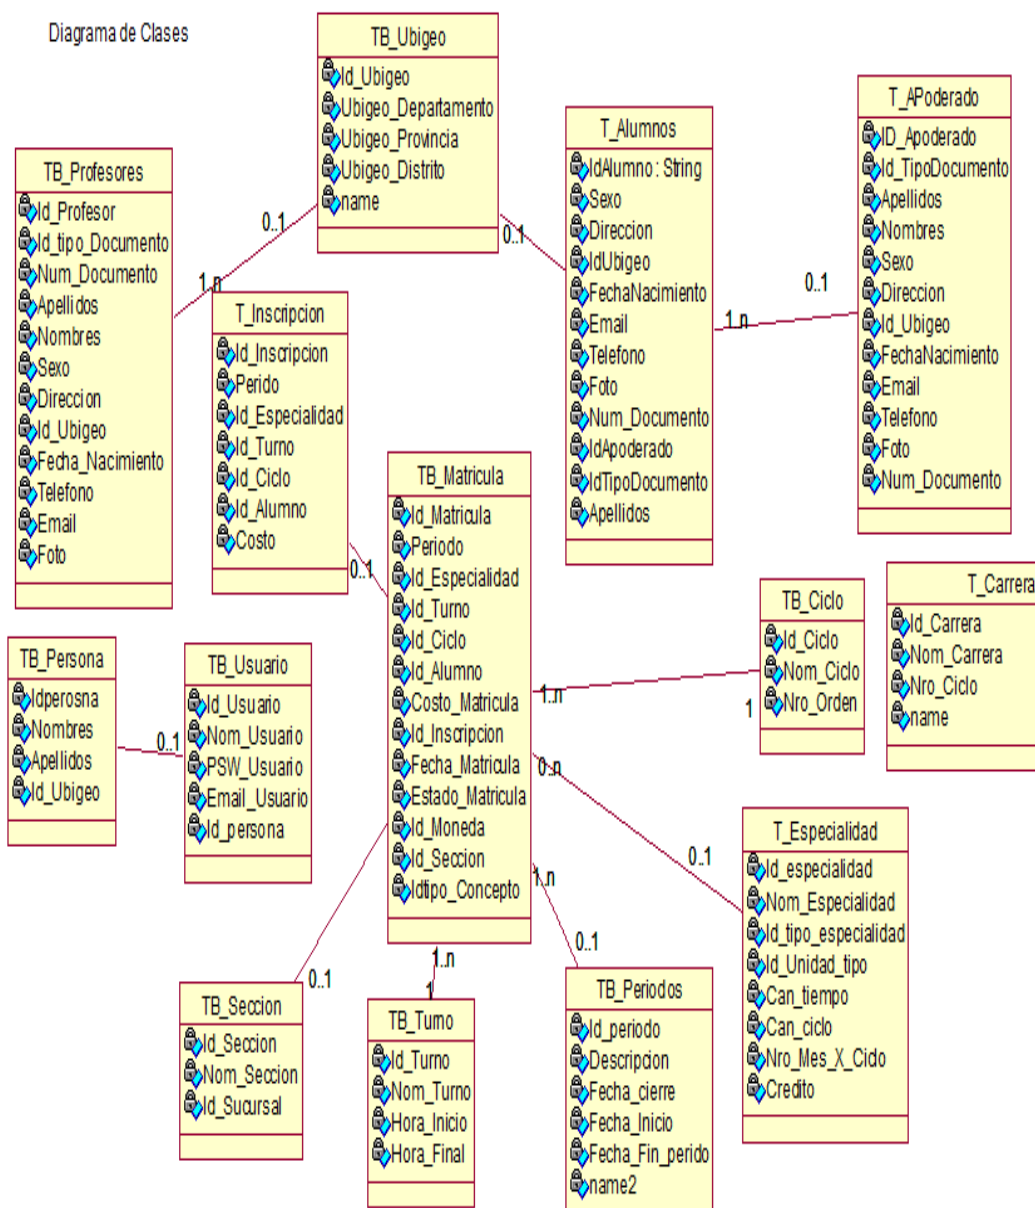 Diagrama de Clases
TB_Ubigeo
Id_Ubigeo
Ubigeo_Departamento
Ubigeo_Provincia
Ubigeo_Distrito
name
0..1
0..1
T_Alumnos
IdAlumno : String
Sexo
Direccion
IdUbigeo
FechaNacimiento
Email
Telefono
Foto
Num_Documento
IdApoderado
IdTipoDocumento
Apellidos
1..n
0..1
T_APoderado
ID_Apoderado
Id_TipoDocumento
Apellidos
Nombres
Sexo
Direccion
Id_Ubigeo
FechaNacimiento
Email
Telefono
Foto
Num_Documento
TB_Profesores
Id_Profesor
Id_tipo_Documento
Num_Documento
Apellidos
Nombres
Sexo
Direccion
Id_Ubigeo
Fecha_Nacimiento
Telefono
Email
Foto
1..n
T_Inscripcion
Id_Inscripcion
Perido
Id_Especialidad
Id_Turno
Id_Ciclo
Id_Alumno
Costo
0..1
TB_Matricula
Id_Matricula
Periodo
Id_Especialidad
Id_Turno
Id_Ciclo
Id_Alumno
Costo_Matricula
Id_Inscripcion
Fecha_Matricula
Estado_Matricula
Id_Moneda
Id_Seccion
Idtipo_Concepto
1..n
1
0..n
0..1
1..n
0..1
1..n
1
0..1
TB_Ciclo
Id_Ciclo
Nom_Ciclo
Nro_Orden
T_Carrera
Id_Carrera
Nom_Carrera
Nro_Ciclo
name
TB_Persona
Idperosna
Nombres
Apellidos
Id_Ubigeo
0..1
TB_Usuario
Id_Usuario
Nom_Usuario
PSW_Usuario
Email_Usuario
Id_persona
T_Especialidad
Id_especialidad
Nom_Especialidad
Id_tipo_especialidad
Id_Unidad_tipo
Can_tiempo
Can_ciclo
Nro_Mes_X_Ciclo
Credito
TB_Seccion
Id_Seccion
Nom_Seccion
Id_Sucursal
TB_Turno
Id_Turno
Nom_Turno
Hora_Inicio
Hora_Final
TB_Periodos
Id_periodo
Descripcion
Fecha_cierre
Fecha_Inicio
Fecha_Fin_perido
name2